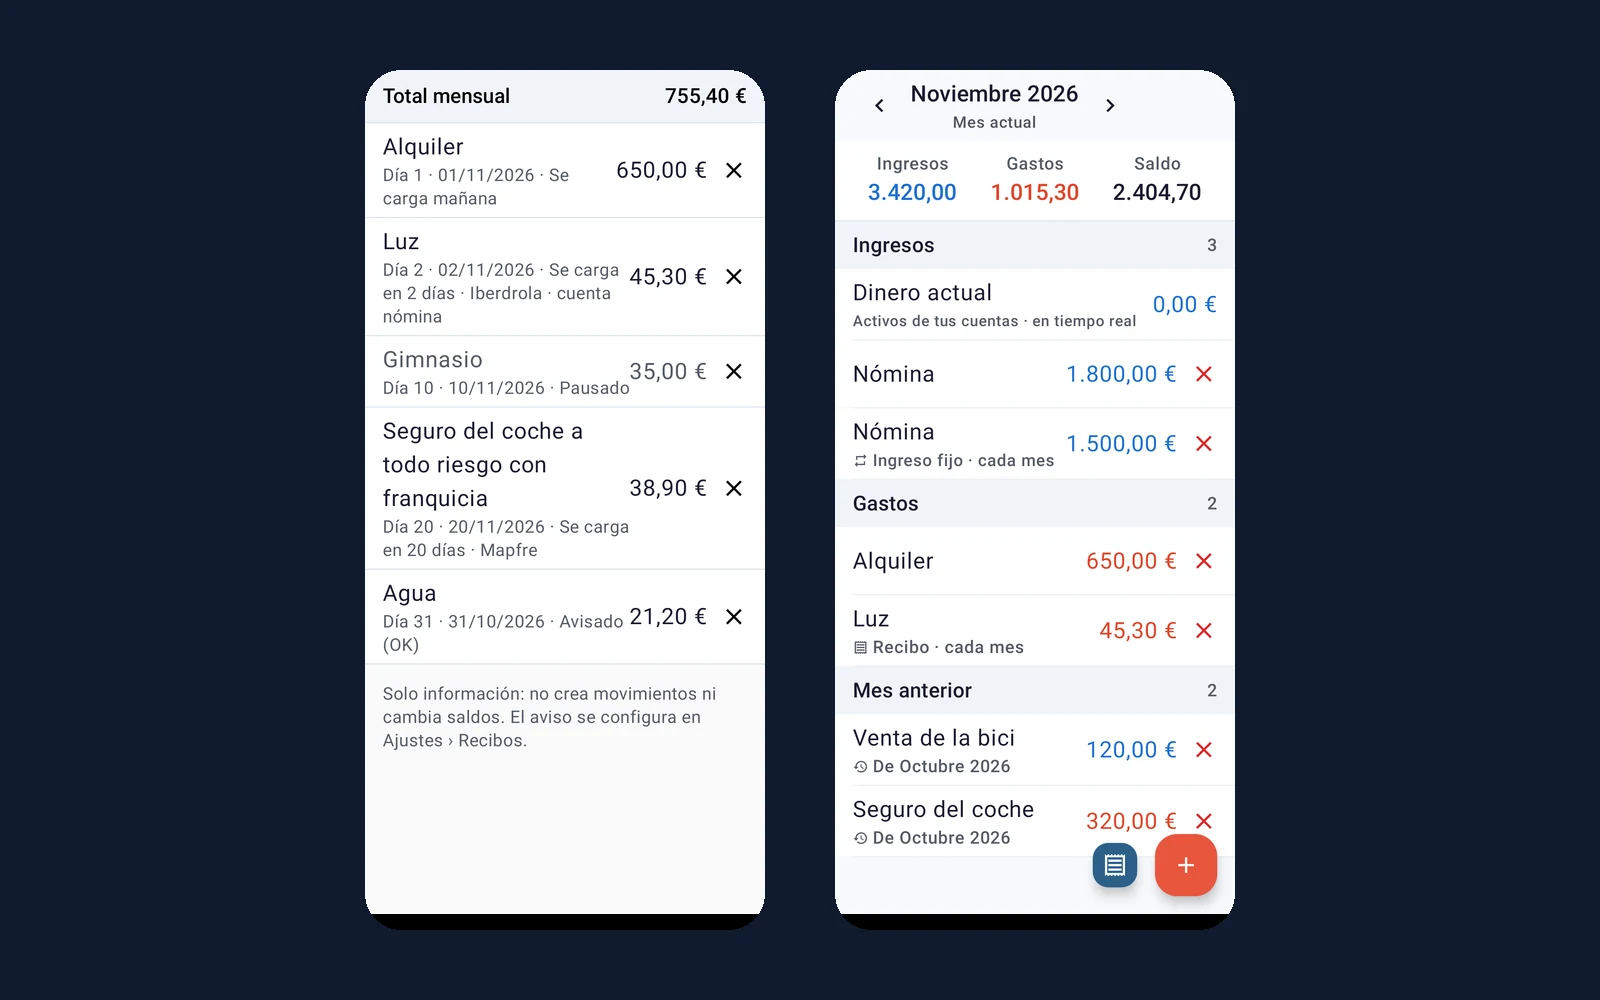 Total mensual 755,40 €
Alquiler
Día 1 · 01/11/2026 · Se
carga mañana
650,00 €
Luz
Día 2 · 02/11/2026 · Se carga
en 2 días · Iberdrola · cuenta
nómina
45,30 €
Gimnasio
Día 10 · 10/11/2026 · Pausado
35,00 €
Seguro del coche a
todo riesgo con
franquicia
Día 20 · 20/11/2026 · Se carga
en 20 días · Mapfre
38,90 €
Agua
Día 31 · 31/10/2026 · Avisado
(OK)
21,20 €
Solo información: no crea movimientos ni
cambia saldos. El aviso se configura en
Ajustes › Recibos.
Noviembre 2026
Mes actual
Ingresos Gastos Saldo
3.420,00 1.015,30 2.404,70
Ingresos 3
Dinero actual
Activos de tus cuentas · en tiempo real
0,00 €
Nómina 1.800,00 €
Nómina
Ingreso fijo · cada mes
1.500,00 €
Gastos 2
Alquiler 650,00 €
Luz
Recibo · cada mes
45,30 €
Mes anterior 2
Venta de la bici
De Octubre 2026
120,00 €
Seguro del coche
De Octubre 2026
320,00 €